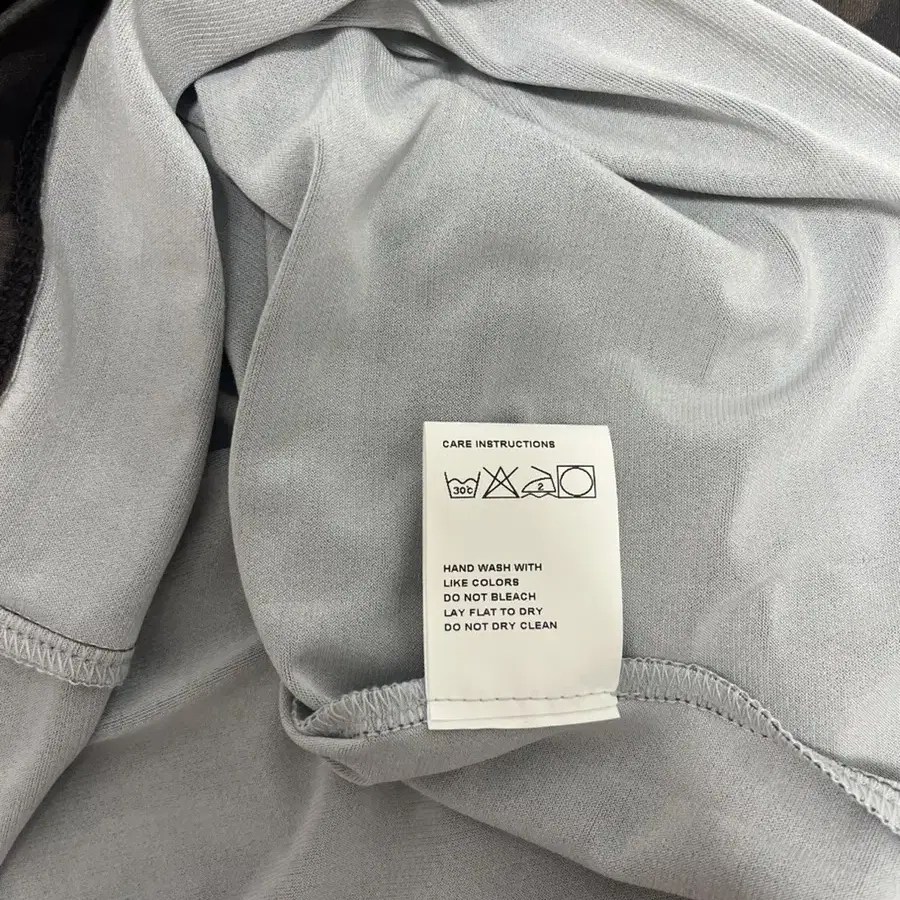 CARE INSTRUCTIONS
30c 2
HAND WASH WITH
LIKE COLORS
DO NOT BLEACH
LAY FLAT TO DRY
DO NOT DRY CLEAN